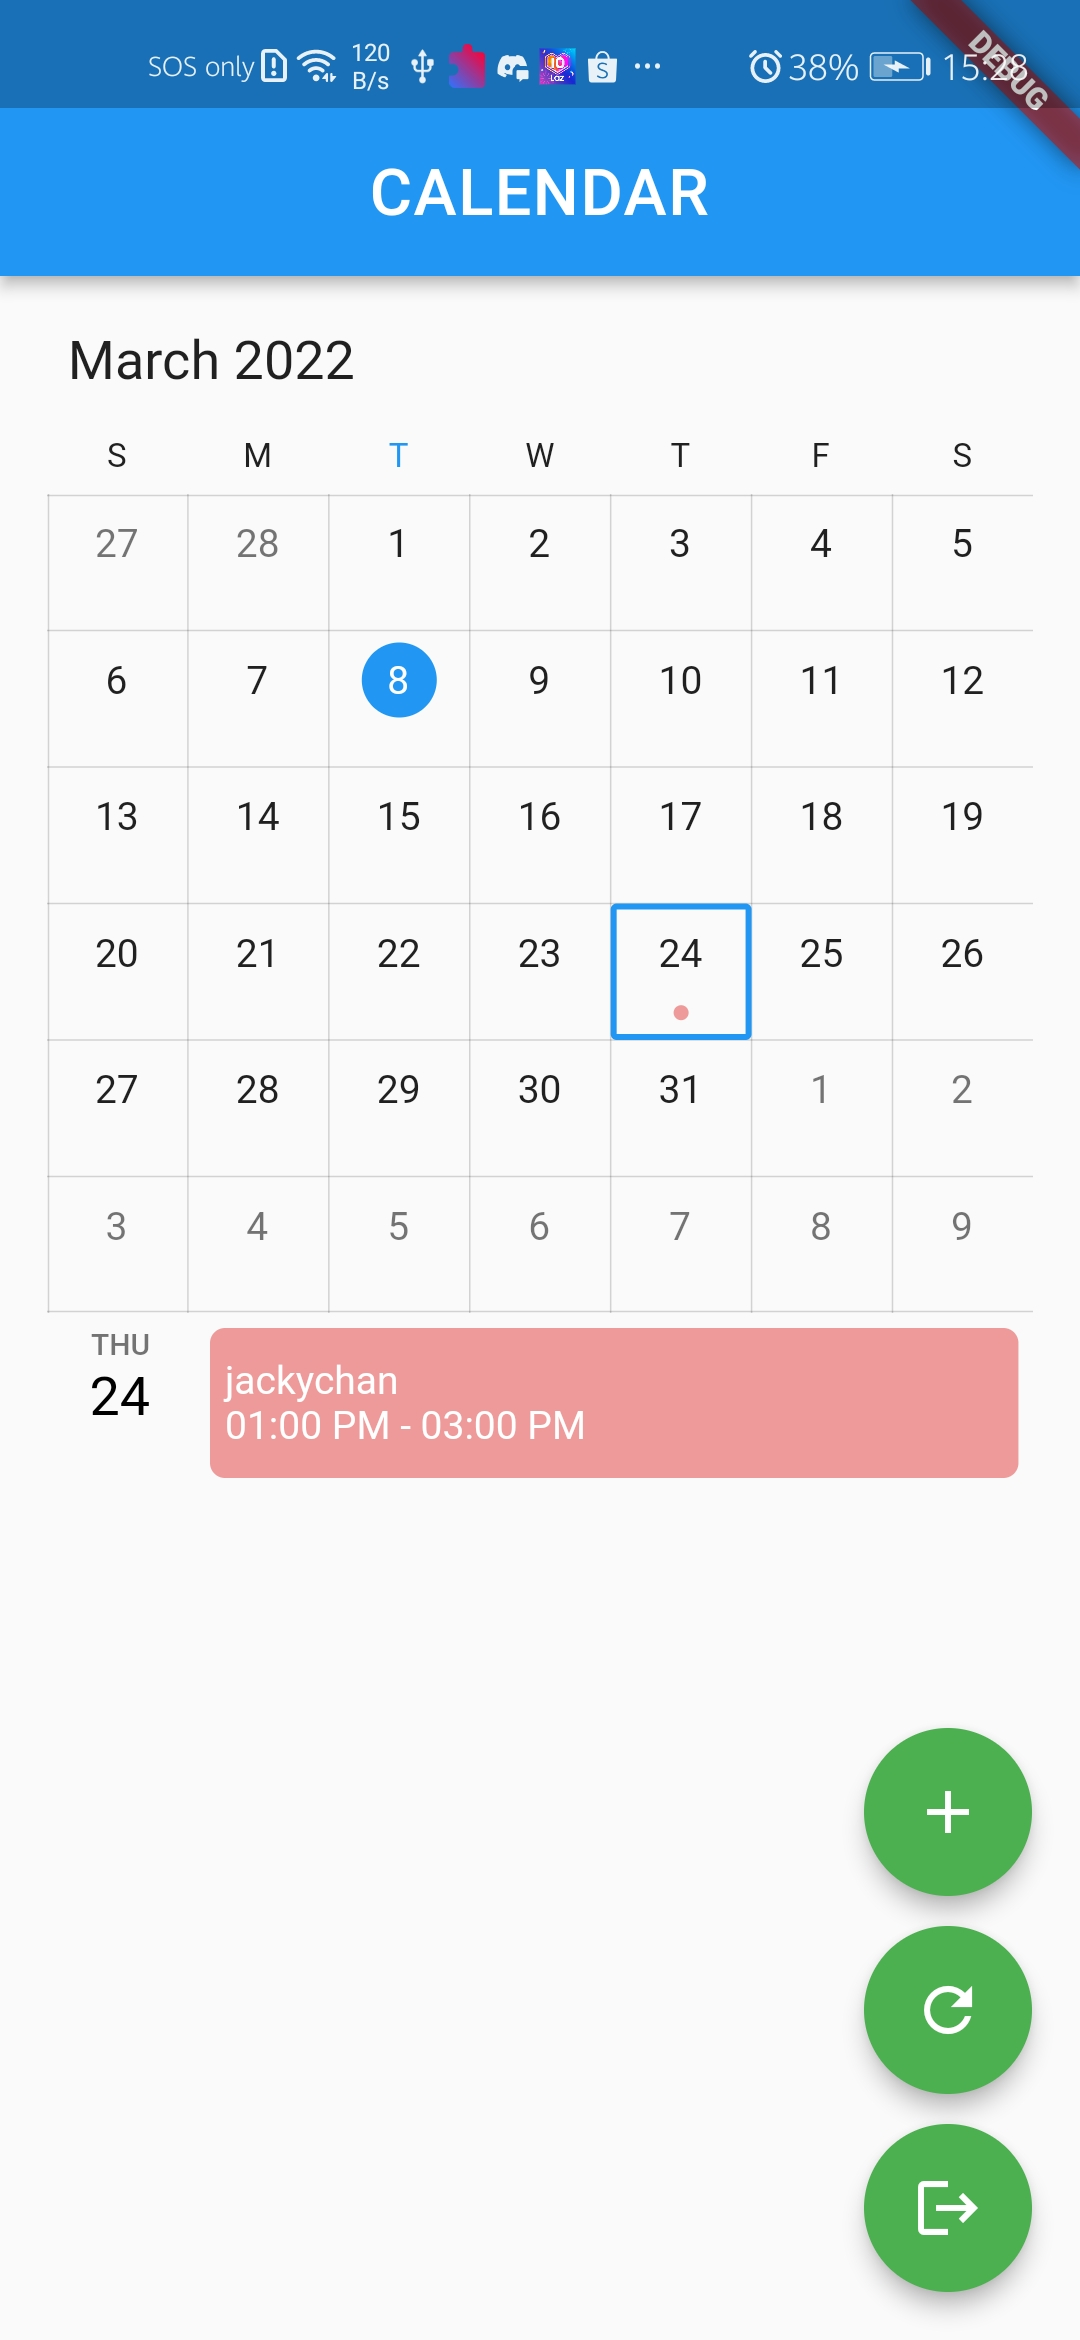 SOS only 120 B/s 38% 15:28
DEBUG
CALENDAR
March 2022
S M T W T F S
27 28 1 2 3 4 5
6 7 8 9 10 11 12
13 14 15 16 17 18 19
20 21 22 23 24 25 26
27 28 29 30 31 1 2
3 4 5 6 7 8 9
THU
24
jackychan
01:00 PM - 03:00 PM